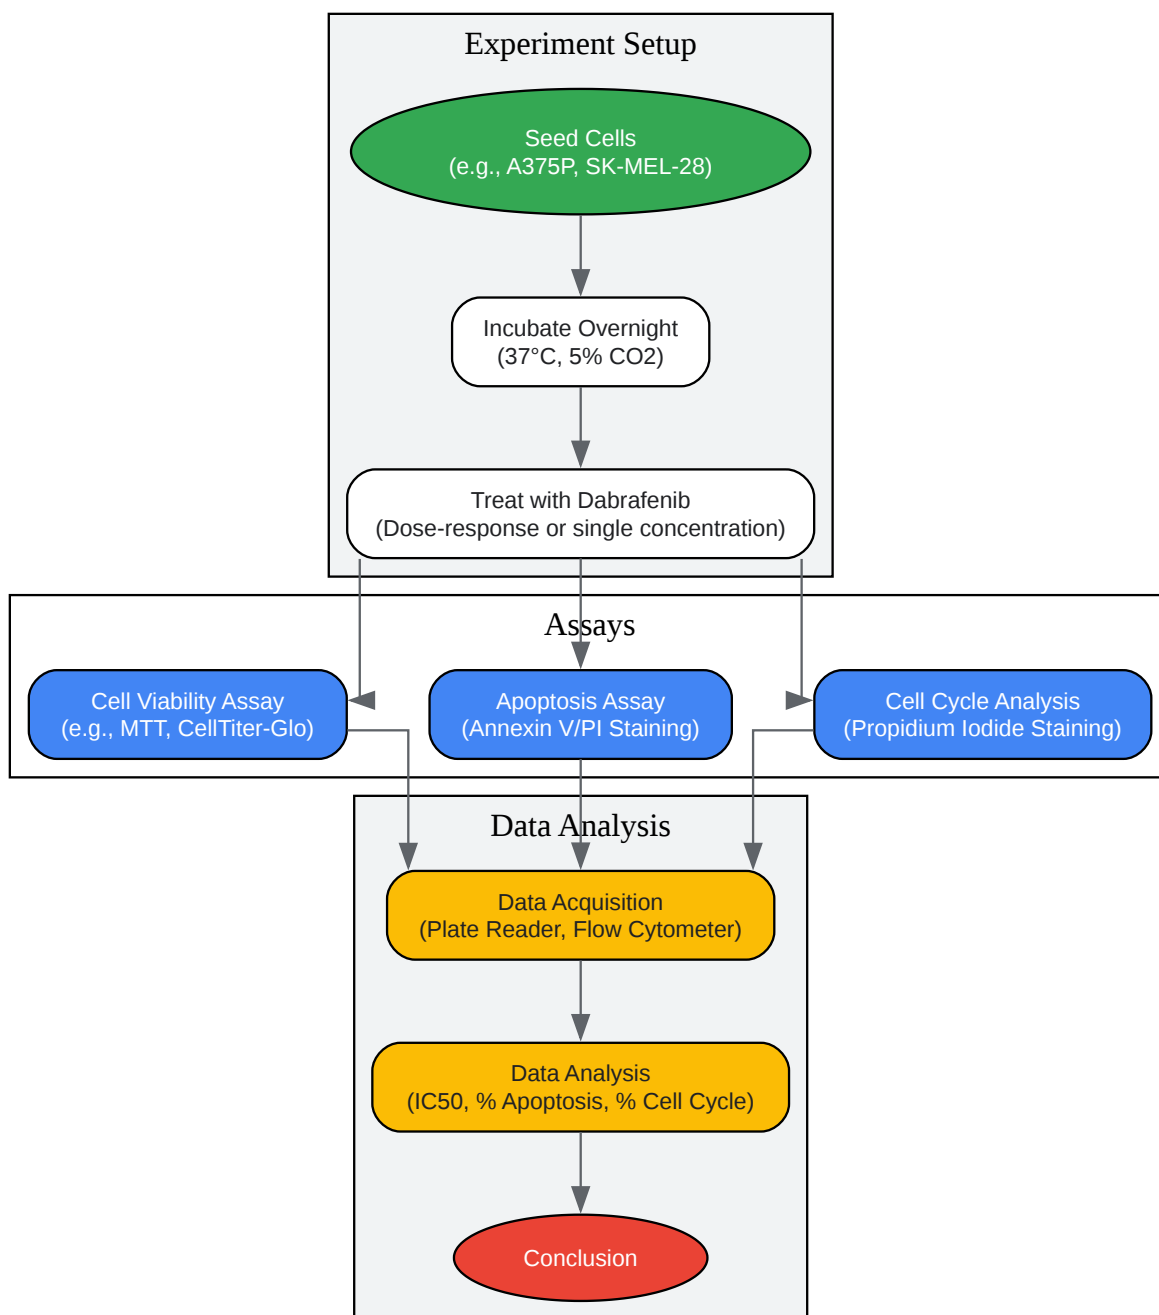 Experiment Setup
Seed Cells
(e.g., A375P, SK-MEL-28)
Incubate Overnight
(37°C, 5% CO2)
Treat with Dabrafenib
(Dose-response or single concentration)
Assays
Cell Viability Assay
(e.g., MTT, CellTiter-Glo)
Apoptosis Assay
(Annexin V/PI Staining)
Cell Cycle Analysis
(Propidium Iodide Staining)
Data Analysis
Data Acquisition
(Plate Reader, Flow Cytometer)
Data Analysis
(IC50, % Apoptosis, % Cell Cycle)
Conclusion